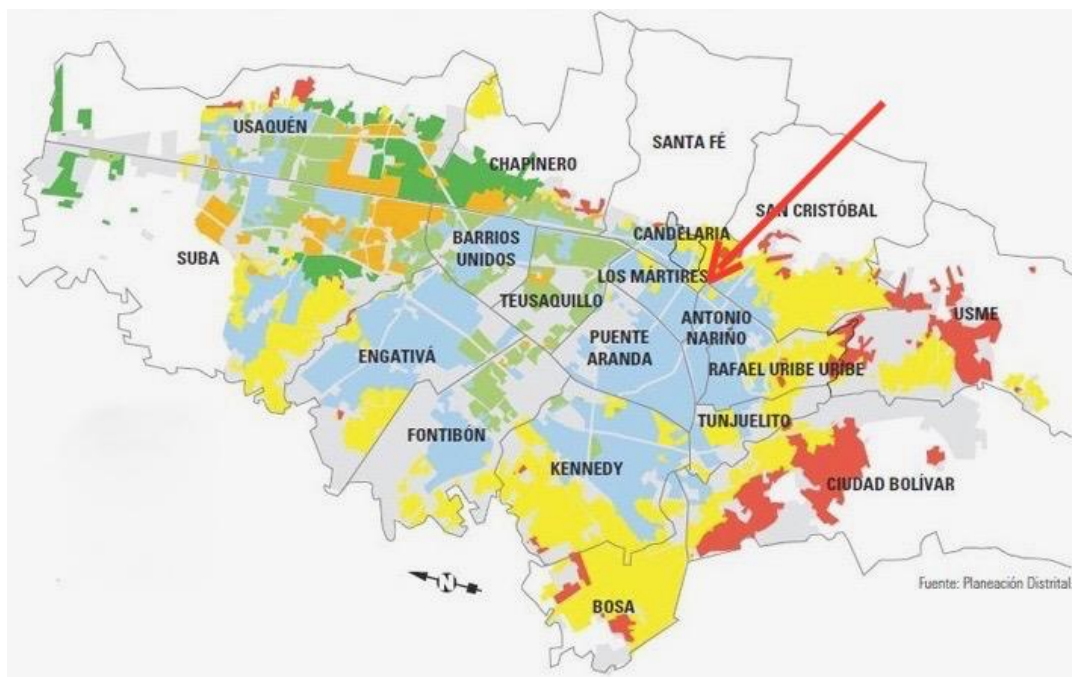 USAQUÉN
CHAPINERO
SANTA FÉ
SAN CRISTÓBAL
CANDELARIA
SUBA
BARRIOS
UNIDOS
LOS MÁRTIRES
TEUSAQUILLO
ANTONIO
NARIÑO
USME
PUENTE
ARANDA
ENGATIVÁ
RAFAEL URIBE URÍBE
TUNJUELITO
FONTIBÓN
KENNEDY
CIUDAD BOLÍVAR
N
Fuente: Planeación Distrital
BOSA